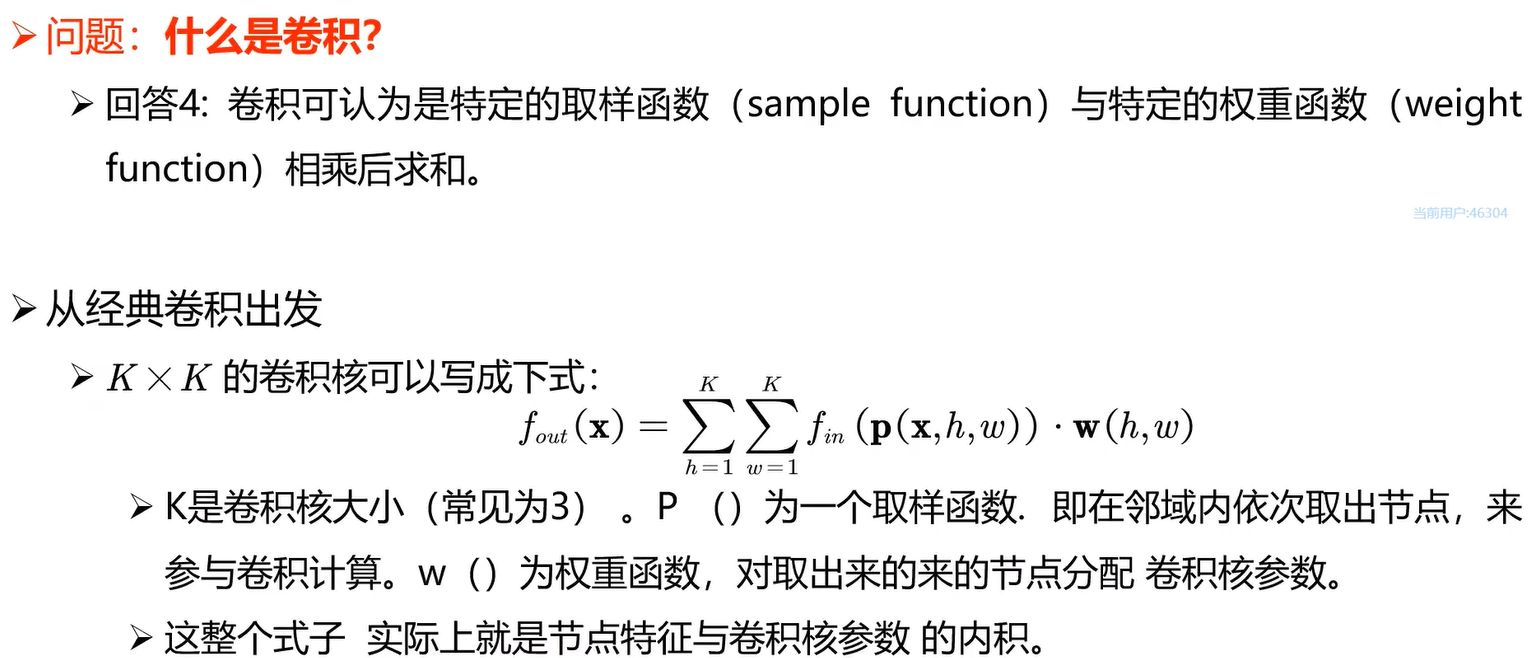 ➢ 问题：什么是卷积？
➢ 回答4: 卷积可认为是特定的取样函数（sample function）与特定的权重函数（weight
function）相乘后求和。
当前用户:46304
➢ 从经典卷积出发
➢ K × K 的卷积核可以写成下式：
f_{out}(x) = \sum_{h=1}^{K} \sum_{w=1}^{K} f_{in}(p(x,h,w)) · w(h,w)
➢ K是卷积核大小（常见为3） 。P （）为一个取样函数. 即在邻域内依次取出节点，来
参与卷积计算。w（）为权重函数，对取出来的来的节点分配 卷积核参数。
➢ 这整个式子 实际上就是节点特征与卷积核参数 的内积。